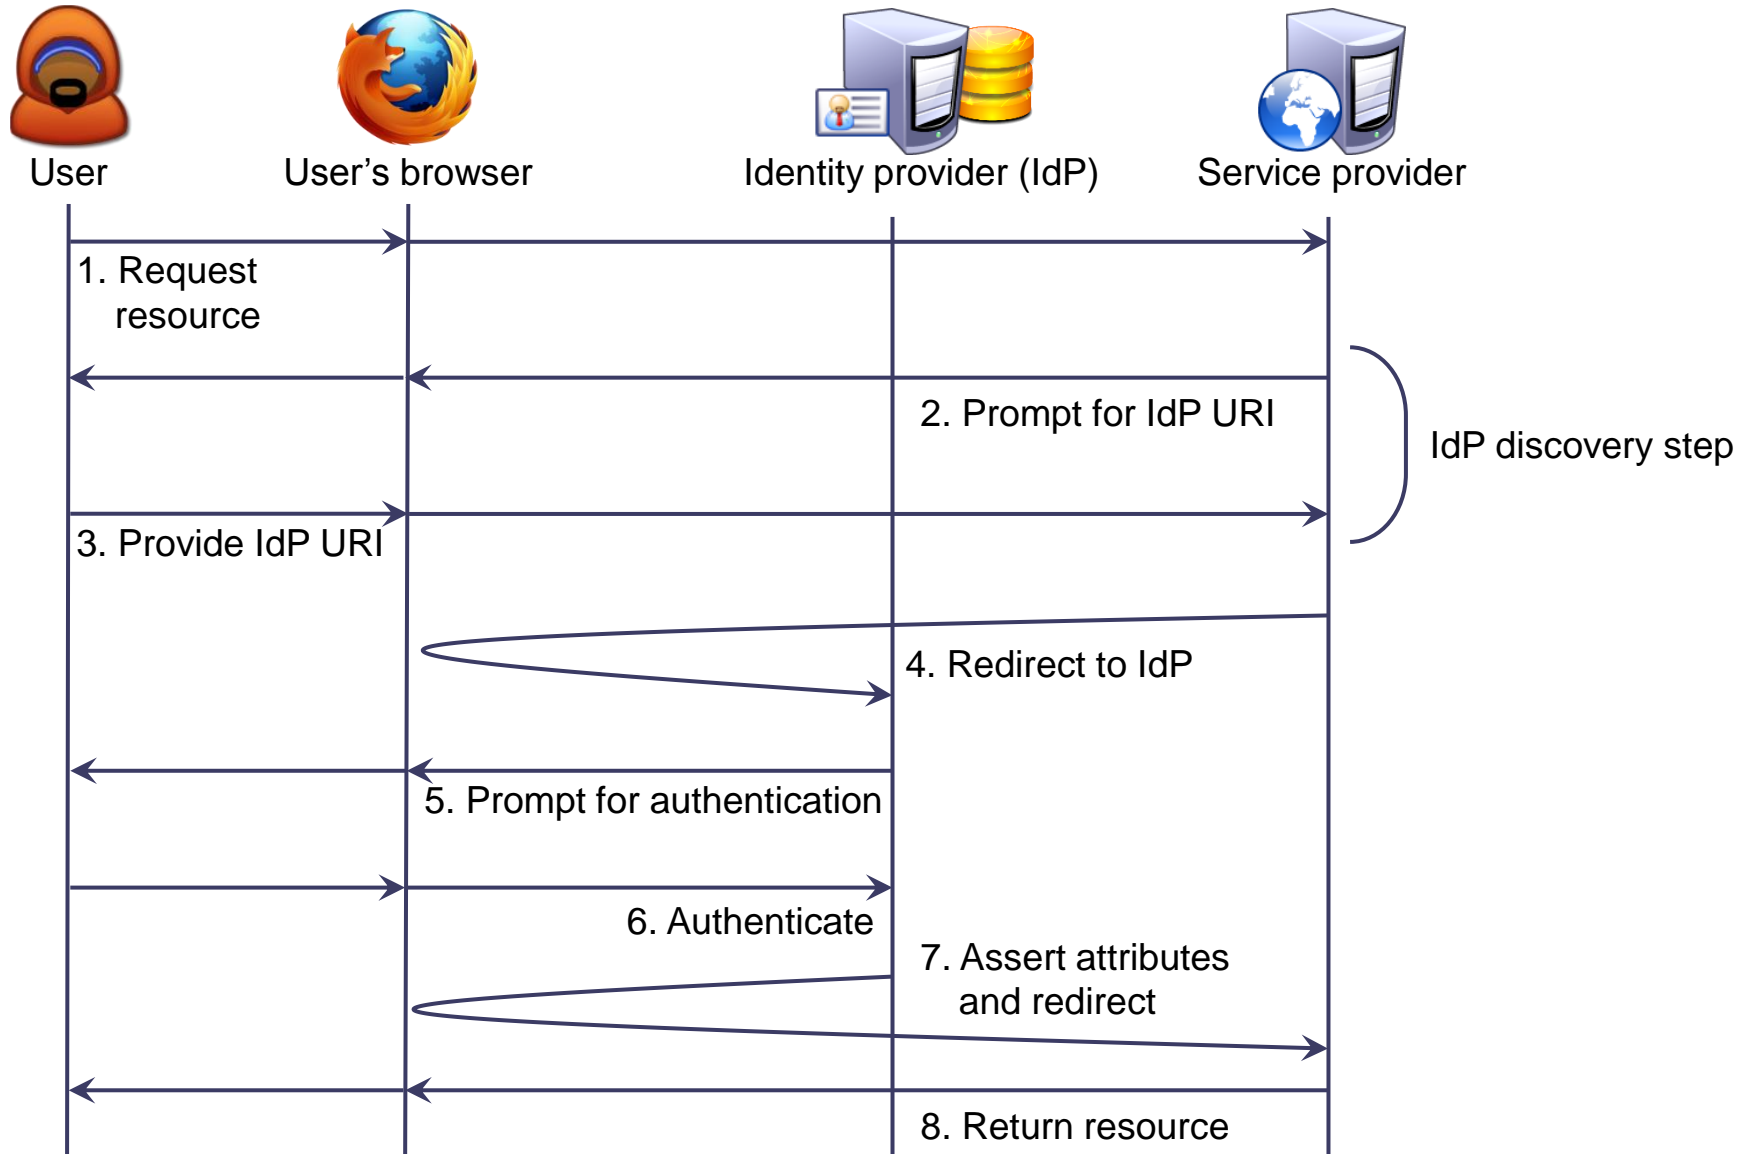 User
User’s browser
Identity provider (IdP)
Service provider
1. Request
resource
2. Prompt for IdP URI
IdP discovery step
3. Provide IdP URI
4. Redirect to IdP
5. Prompt for authentication
6. Authenticate
7. Assert attributes
and redirect
8. Return resource